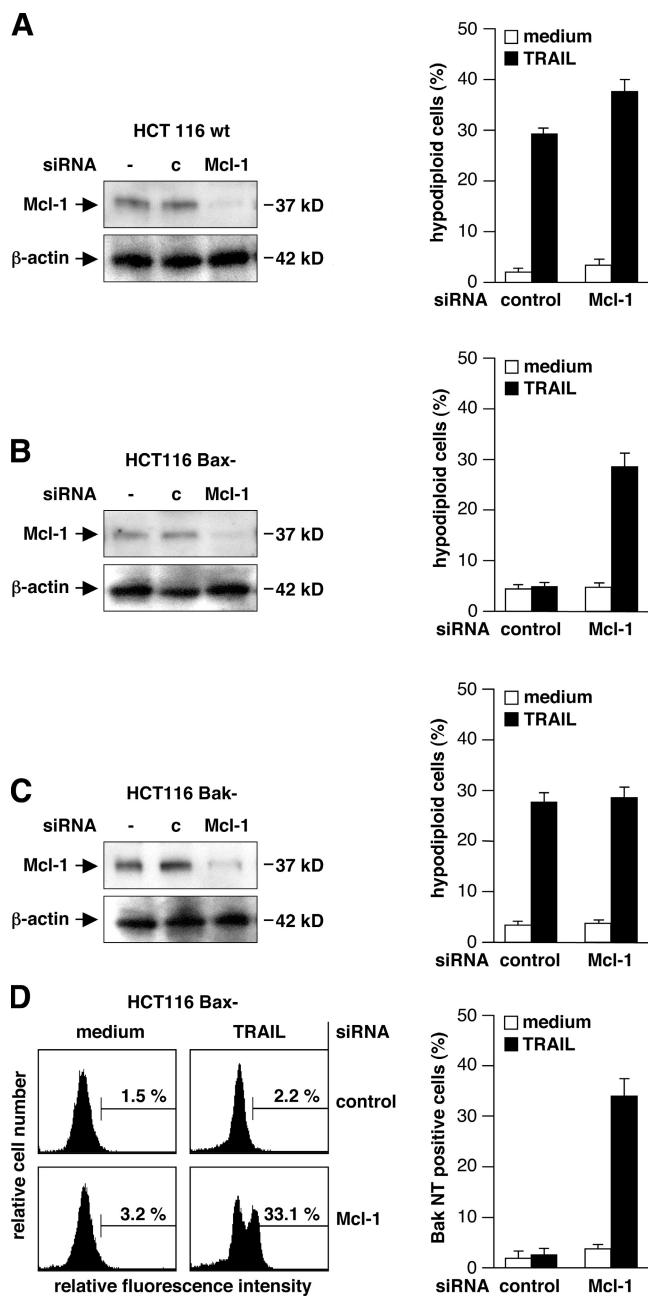 A
HCT 116 wt
siRNA - c Mcl-1
Mcl-1 37 kD
β-actin 42 kD
hypodiploid cells (%)
50
40
30
20
10
0
medium
TRAIL
siRNA control Mcl-1
B
HCT116 Bax-
siRNA - c Mcl-1
Mcl-1 37 kD
β-actin 42 kD
hypodiploid cells (%)
50
40
30
20
10
0
medium
TRAIL
siRNA control Mcl-1
C
HCT116 Bak-
siRNA - c Mcl-1
Mcl-1 37 kD
β-actin 42 kD
hypodiploid cells (%)
50
40
30
20
10
0
medium
TRAIL
siRNA control Mcl-1
D
HCT116 Bax-
medium TRAIL siRNA
relative cell number
1.5 % 2.2 % control
3.2 % 33.1 % Mcl-1
relative fluorescence intensity
Bak NT positive cells (%)
50
40
30
20
10
0
medium
TRAIL
siRNA control Mcl-1